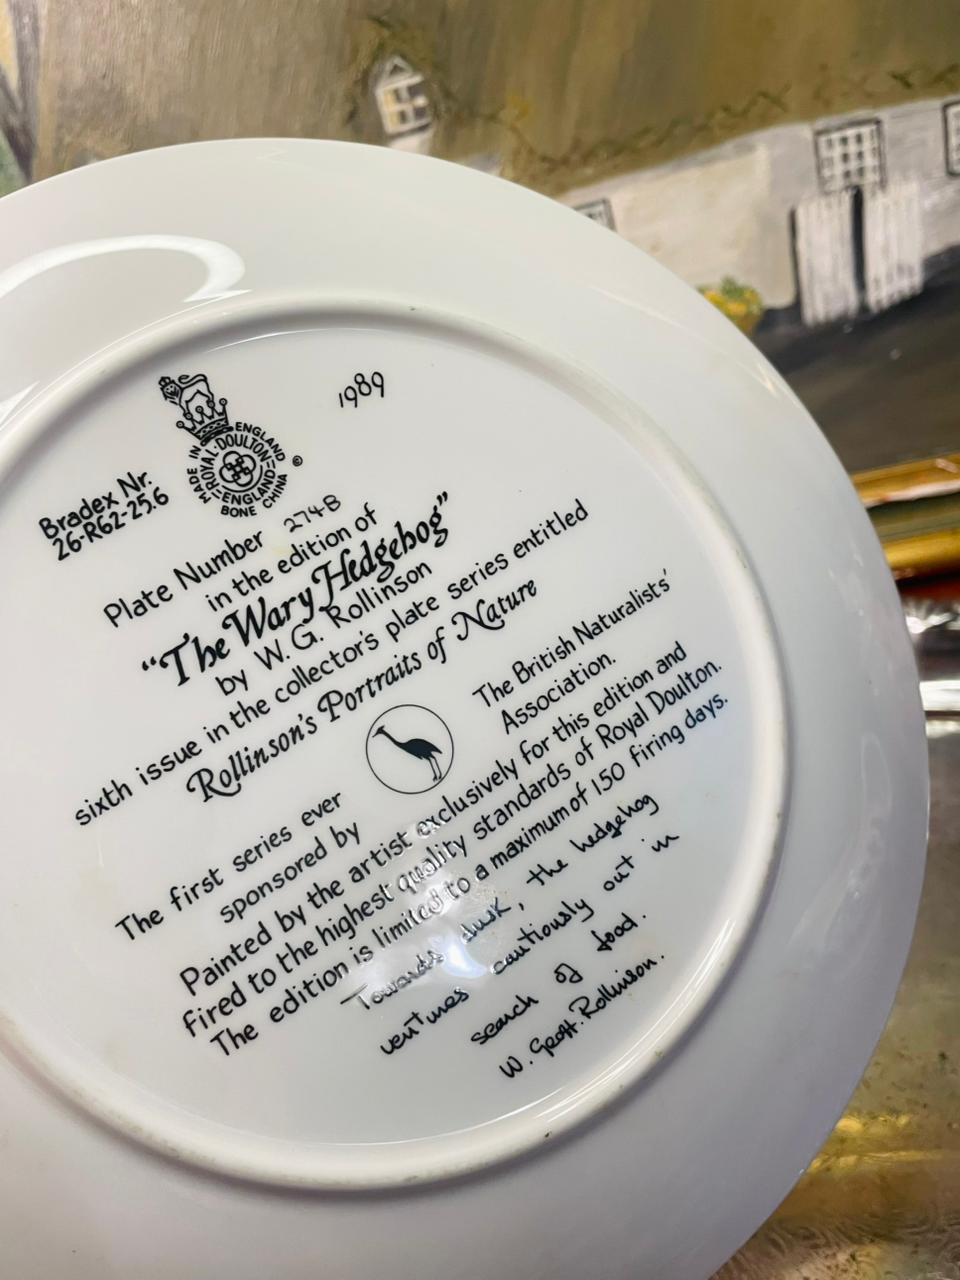 1989
MADE IN ENGLAND
ROYAL·DOULTON
ENGLAND
BONE CHINA
©
Bradex Nr.
26-R62-25.6
Plate Number 274B
in the edition of
“The Wary Hedgehog”
by W.G. Rollinson
sixth issue in the collector's plate series entitled
Rollinson's Portraits of Nature
The first series ever
sponsored by
The British Naturalists'
Association.
Painted by the artist exclusively for this edition and
fired to the highest quality standards of Royal Doulton.
The edition is limited to a maximum of 150 firing days.
Towards dusk, the hedgehog
ventures cautiously out in
search of food.
W. Geoff. Rollinson.